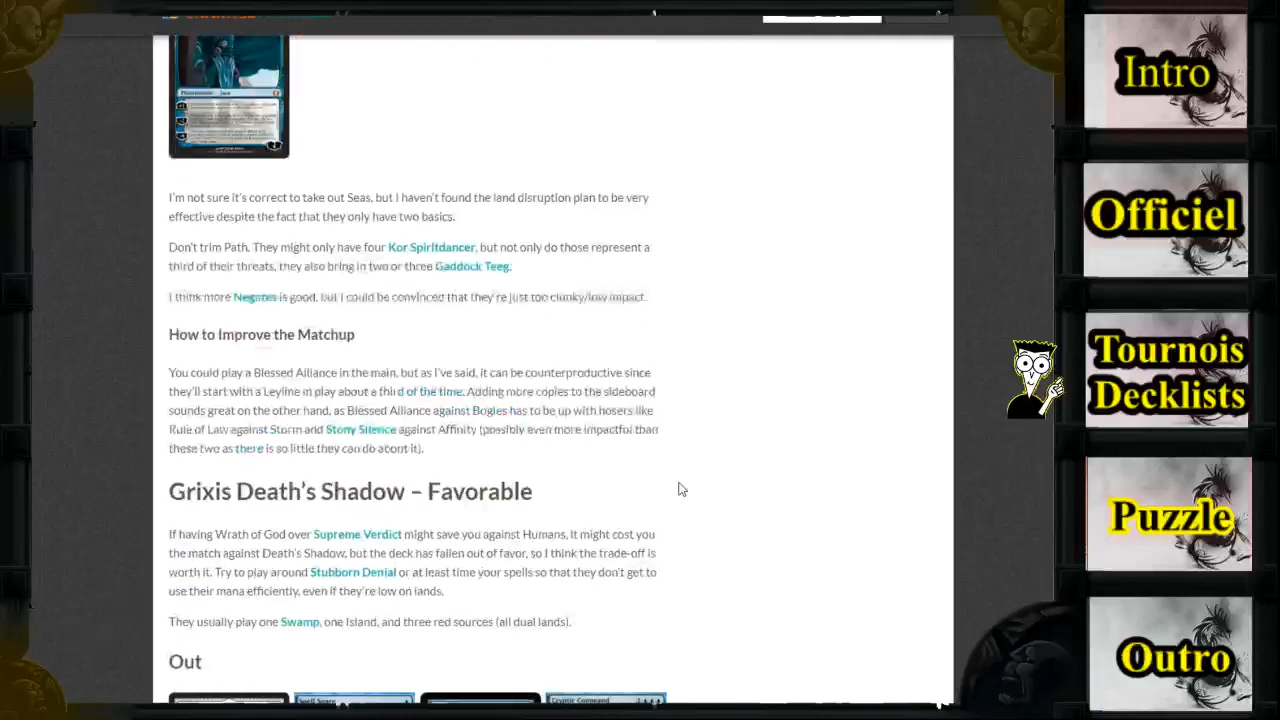 I'm not sure it's correct to take out Seas, but I haven't found the land disruption plan to be very
effective despite the fact that they only have two basics.
Don't trim Path. They might only have four Kor Spiritdancer, but not only do those represent a
third of their threats, they also bring in two or three Gaddock Teeg.
I think more Negates is good, but I could be convinced that they're just too clunky/low impact.
How to Improve the Matchup
You could play a Blessed Alliance in the main, but as I've said, it can be counterproductive since
they'll start with a Leyline in play about a third of the time. Adding more copies to the sideboard
sounds great on the other hand, as Blessed Alliance against Bogles has to be up with hosers like
Rule of Law against Storm and Stony Silence against Affinity (possibly even more impactful than
these two as there is so little they can do about it).
Grixis Death's Shadow – Favorable
If having Wrath of God over Supreme Verdict might save you against Humans, it might cost you
the match against Death's Shadow, but the deck has fallen out of favor, so I think the trade-off is
worth it. Try to play around Stubborn Denial or at least time your spells so that they don't get to
use their mana efficiently, even if they're low on lands.
They usually play one Swamp, one Island, and three red sources (all dual lands).
Out
Spell Snare
Cryptic Command
Intro
Officiel
Tournois
Decklists
Puzzle
Outro